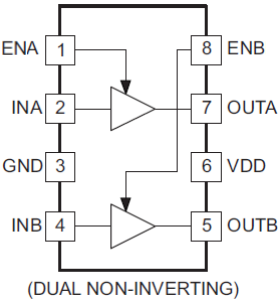 ENA 1 8 ENB
INA 2 7 OUTA
GND 3 6 VDD
INB 4 5 OUTB
(DUAL NON-INVERTING)